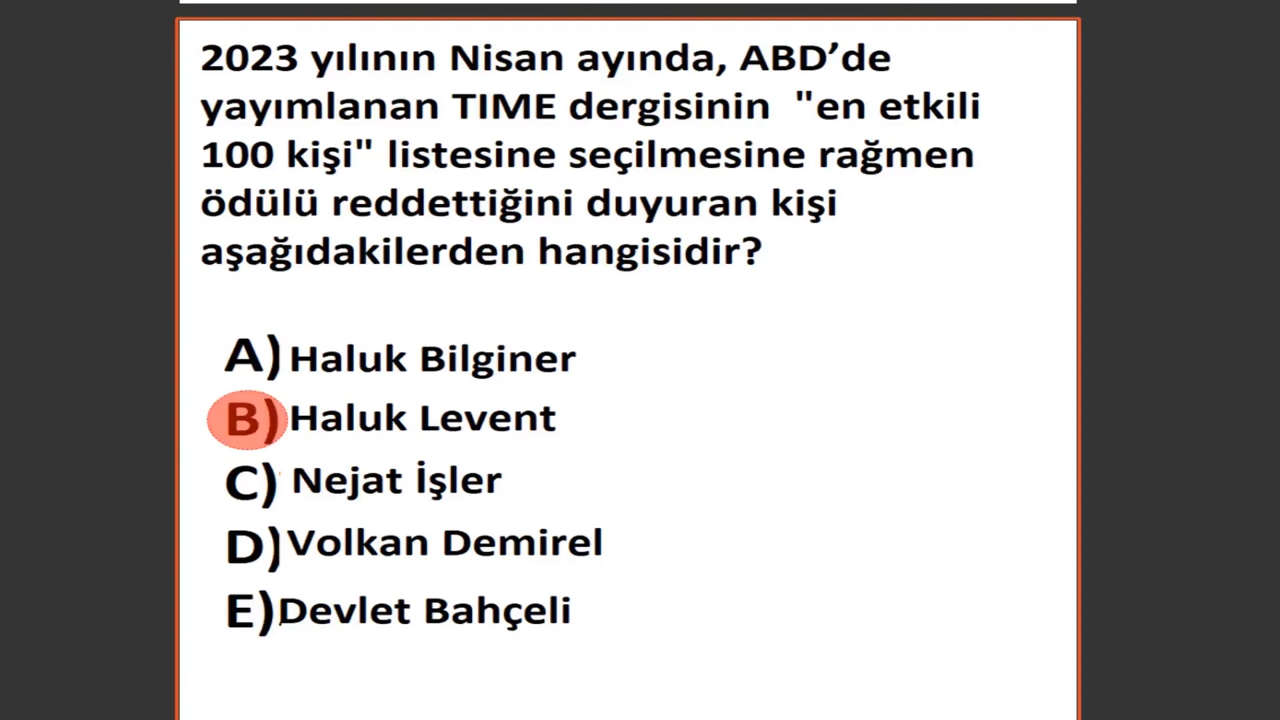 2023 yılının Nisan ayında, ABD’de
yayımlanan TIME dergisinin "en etkili
100 kişi" listesine seçilmesine rağmen
ödülü reddettiğini duyuran kişi
aşağıdakilerden hangisidir?
A) Haluk Bilginer
B) Haluk Levent
C) Nejat İşler
D) Volkan Demirel
E) Devlet Bahçeli